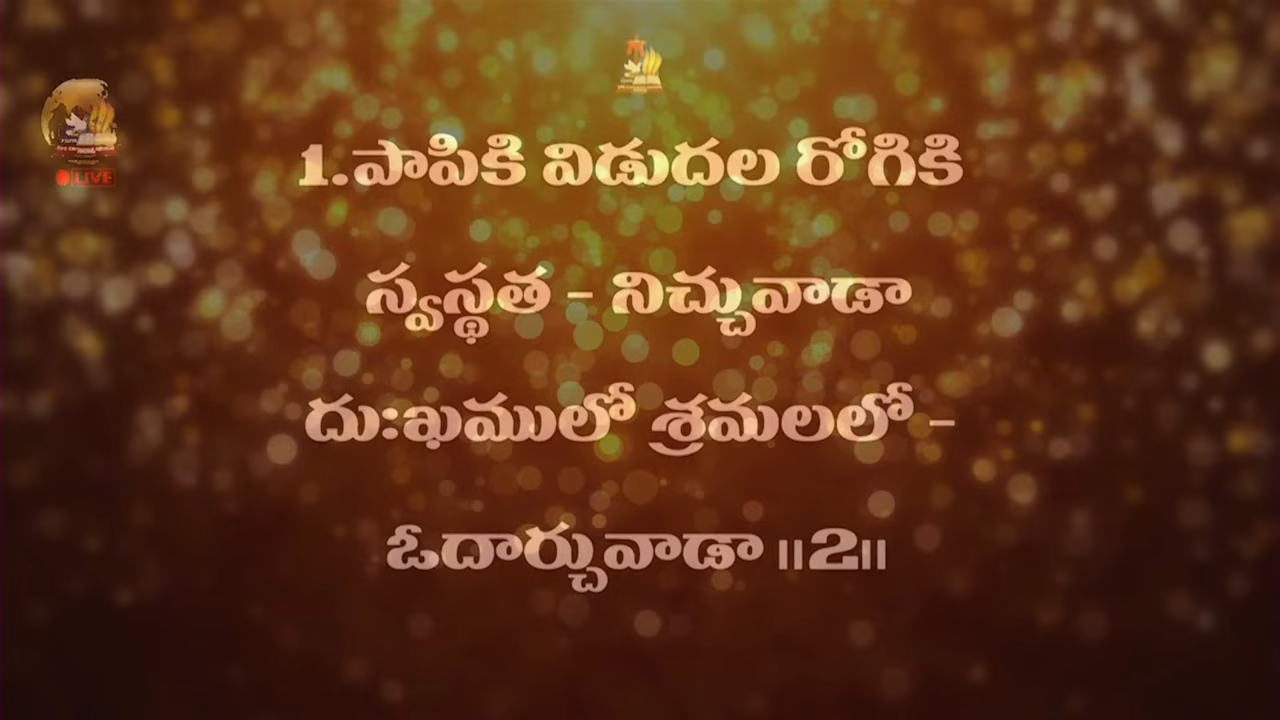 LIVE
1.పాపికి విడుదల రోగికి
స్వస్థత - నిచ్చువాడా
దు:ఖములో శ్రమలలో -
ఓదార్చువాడా ||2||